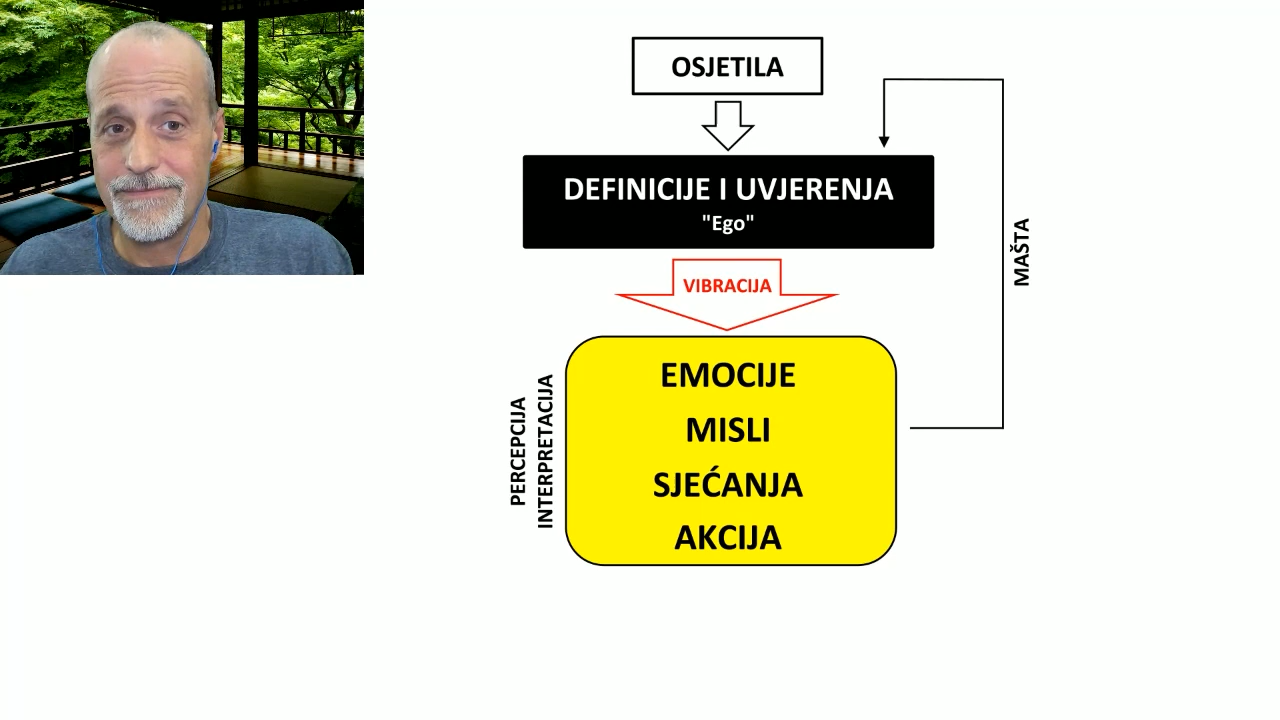 OSJETILA
DEFINICIJE I UVJERENJA
"Ego"
VIBRACIJA
MAŠTA
PERCEPCIJA
INTERPRETACIJA
EMOCIJE
MISLI
SJEĆANJA
AKCIJA